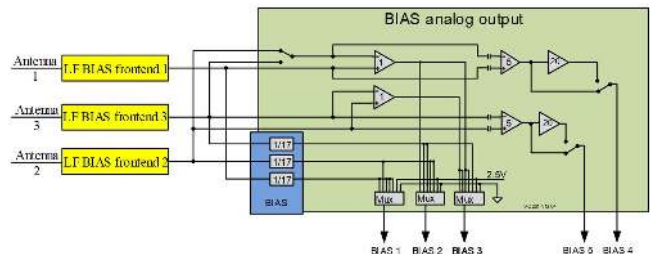 BIAS analog output
Antenna
1
LF BIAS frontend 1
1
5
20
Antenna
3
LF BIAS frontend 3
1
5
20
Antenna
2
LF BIAS frontend 2
1/17
1/17
1/17
BIAS
2.5V
Mux
Mux
Mux
BIAS 1
BIAS 2
BIAS 3
BIAS 5
BIAS 4